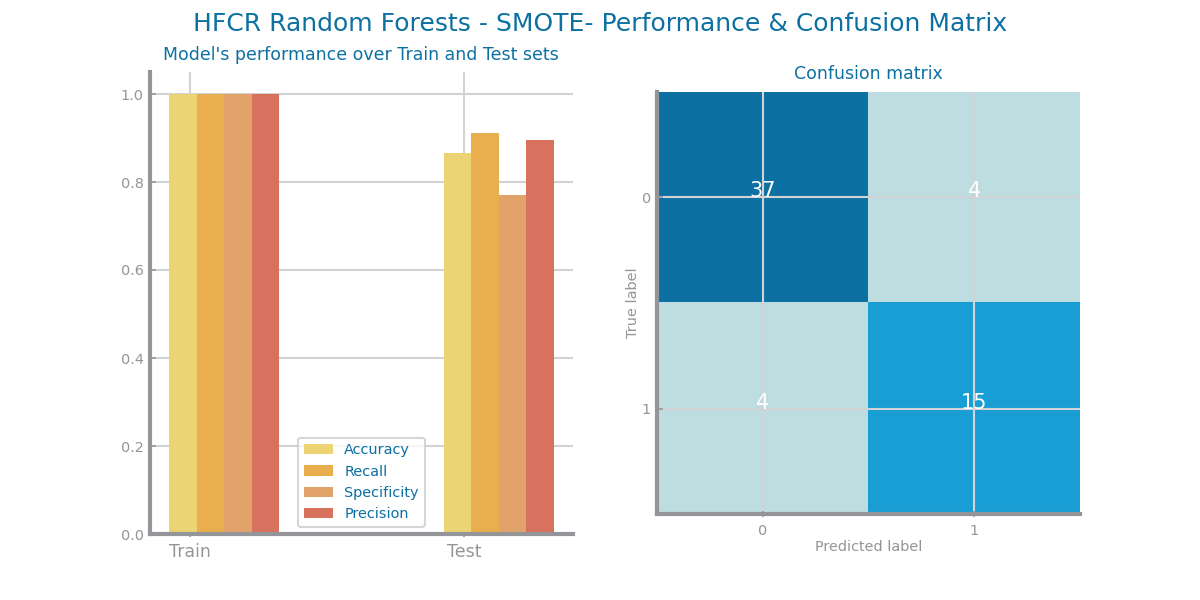 HFCR Random Forests - SMOTE- Performance & Confusion Matrix
Model's performance over Train and Test sets
1.0
0.8
0.6
0.4
0.2
0.0
Train
Test
Accuracy
Recall
Specificity
Precision
Confusion matrix
True label
0
1
37
4
4
15
0
1
Predicted label